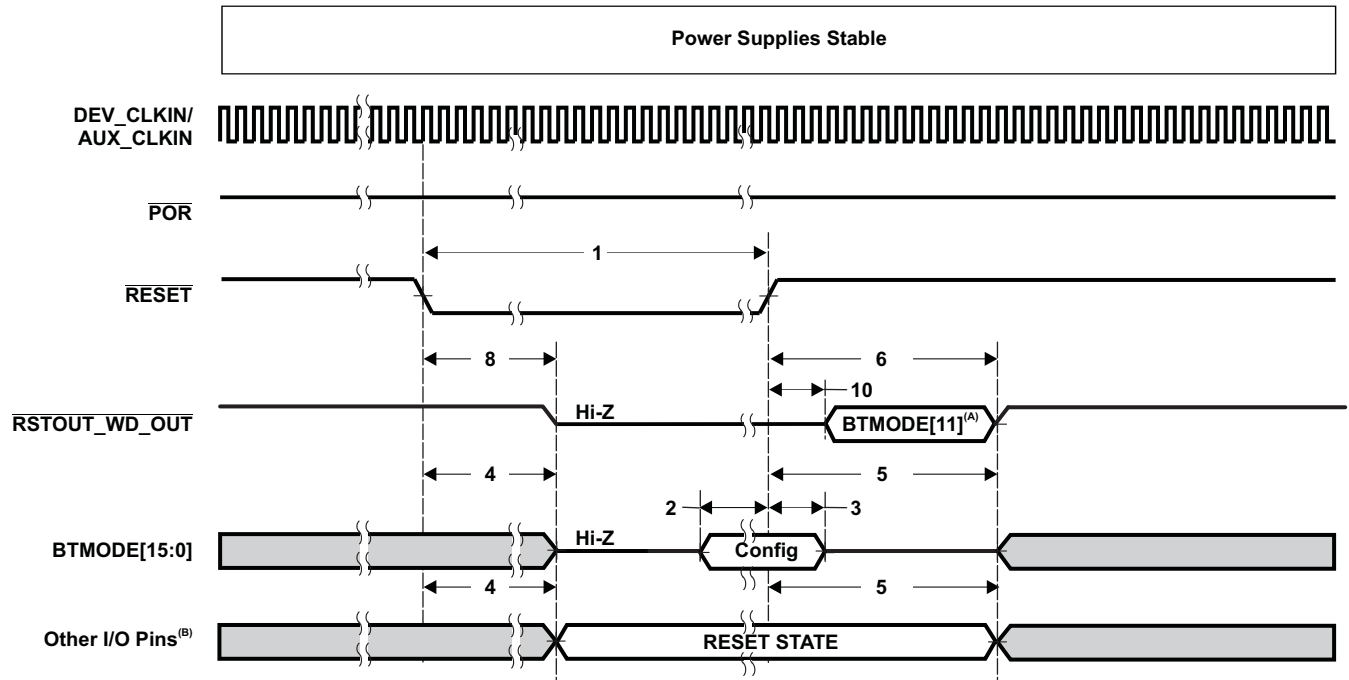 Power Supplies Stable
DEV_CLKIN/
AUX_CLKIN
POR
1
RESET
8
6
10
RSTOUT_WD_OUT
Hi-Z
BTMODE[11](A)
4
5
2
3
BTMODE[15:0]
Hi-Z
Config
4
5
Other I/O Pins(B)
RESET STATE